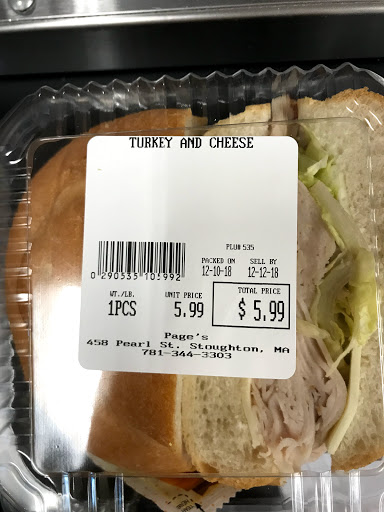 TURKEY AND CHEESE
PLU# 535
PACKED ON SELL BY
12-10-18 12-12-18
0 290535 105992
WT./LB. UNIT PRICE TOTAL PRICE
1PCS 5.99 $ 5.99
Page's
458 Pearl St. Stoughton, MA
781-344-3303